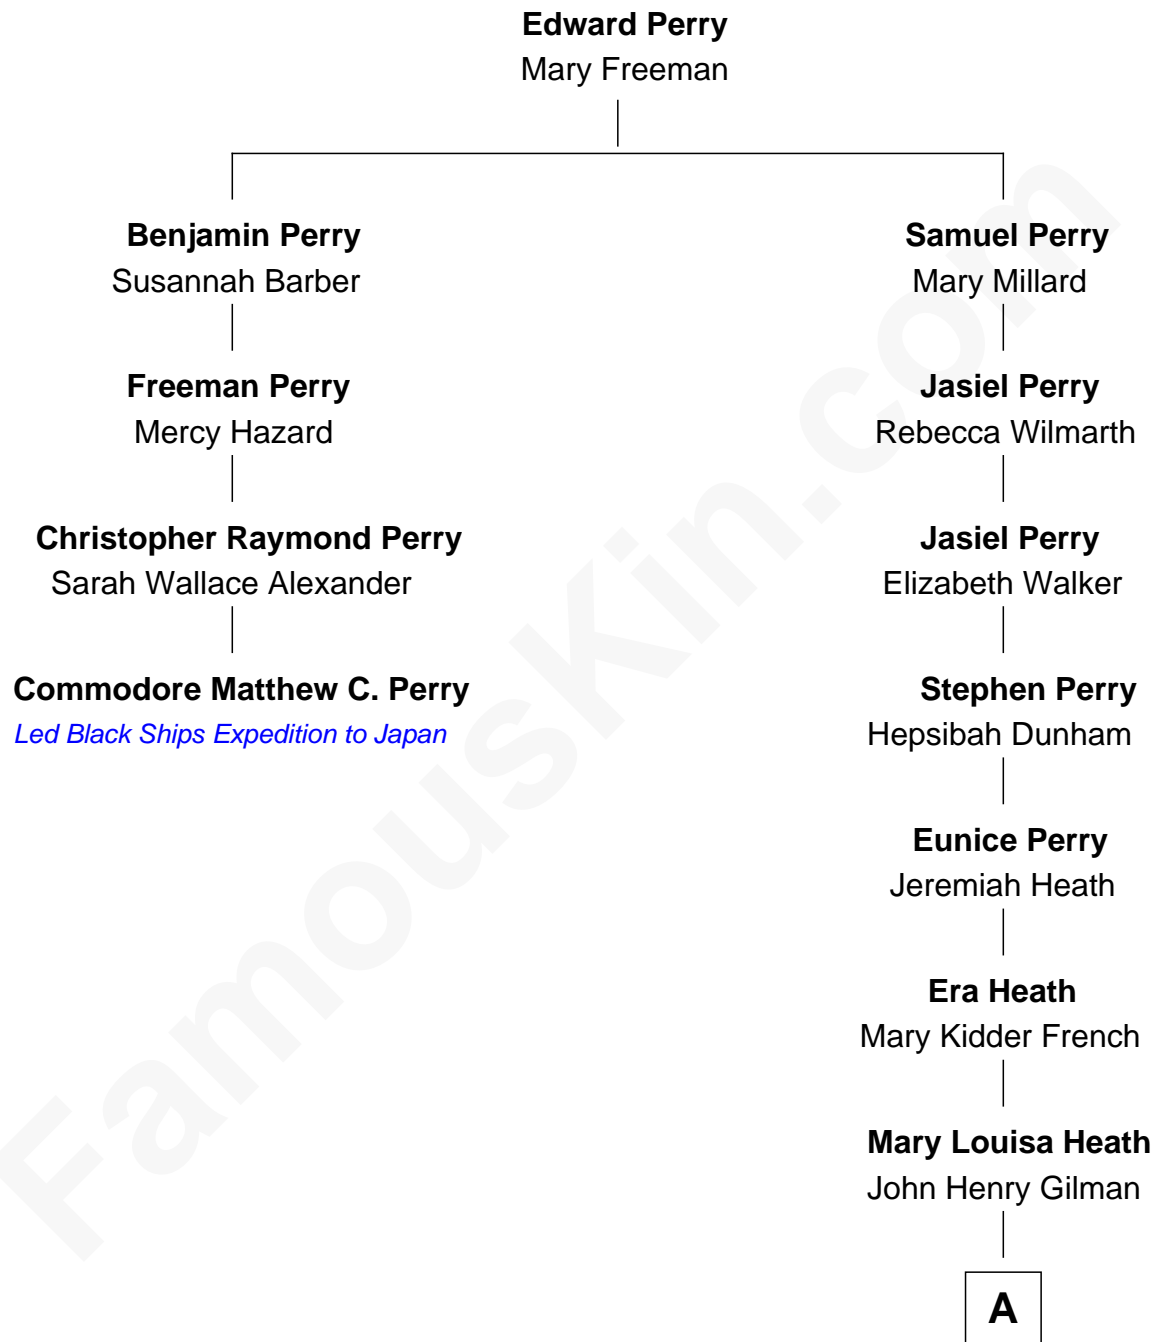 Edward Perry
Mary Freeman
Benjamin Perry
Susannah Barber
Samuel Perry
Mary Millard
Freeman Perry
Mercy Hazard
Jasiel Perry
Rebecca Wilmarth
Christopher Raymond Perry
Sarah Wallace Alexander
Jasiel Perry
Elizabeth Walker
Commodore Matthew C. Perry
Led Black Ships Expedition to Japan
Stephen Perry
Hepsibah Dunham
Eunice Perry
Jeremiah Heath
Era Heath
Mary Kidder French
Mary Louisa Heath
John Henry Gilman
A
FamousKin.com